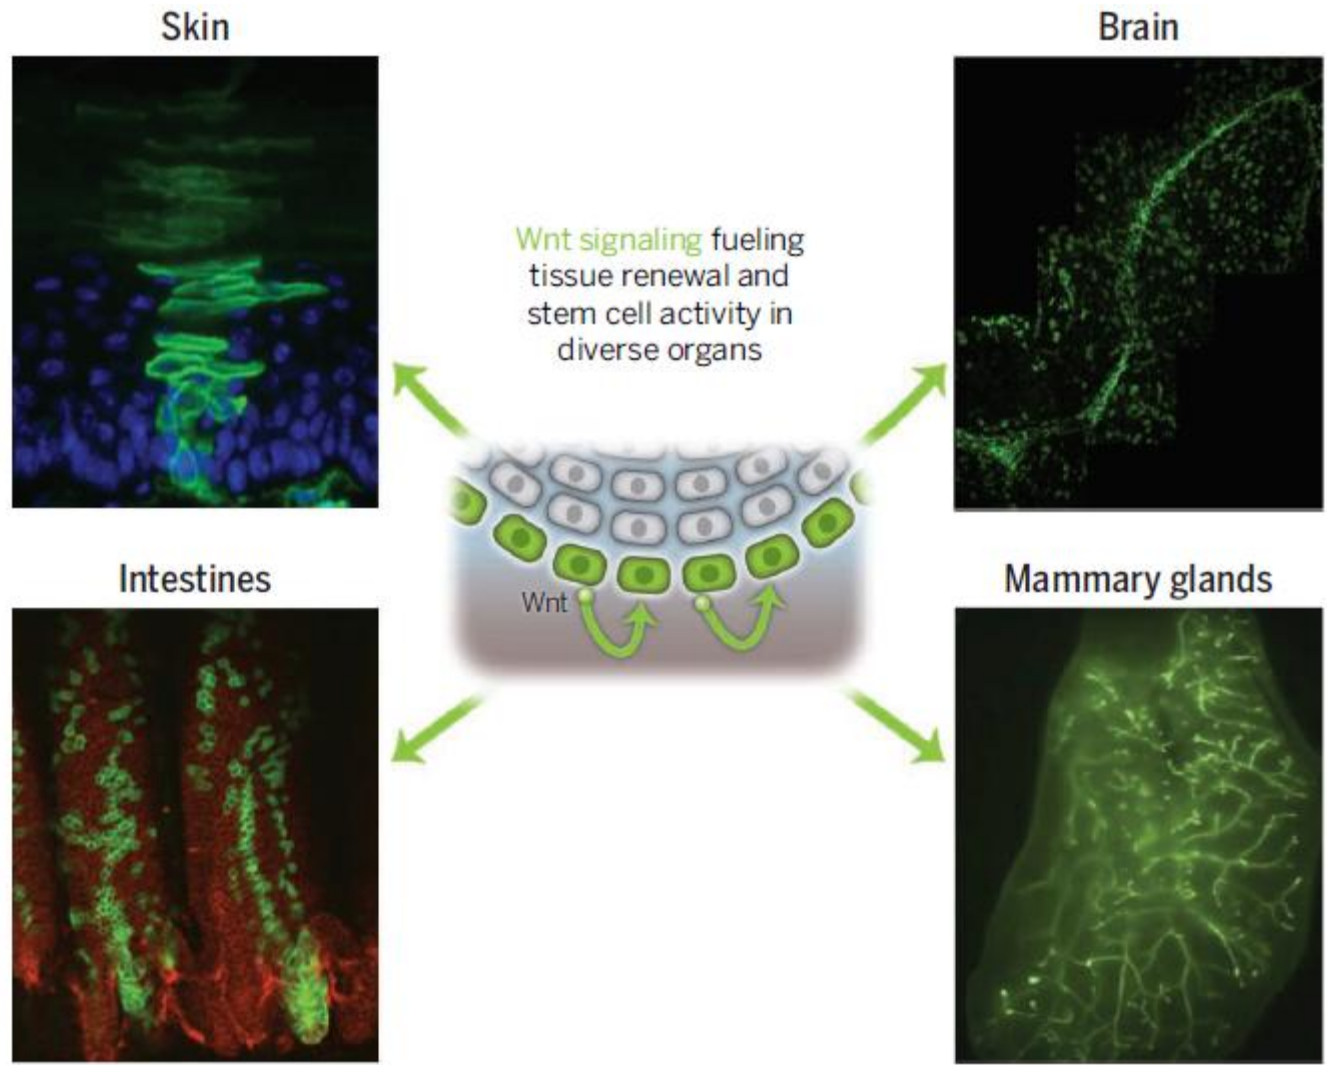 Skin
Brain
Wnt signaling fueling
tissue renewal and
stem cell activity in
diverse organs
Wnt
Intestines
Mammary glands